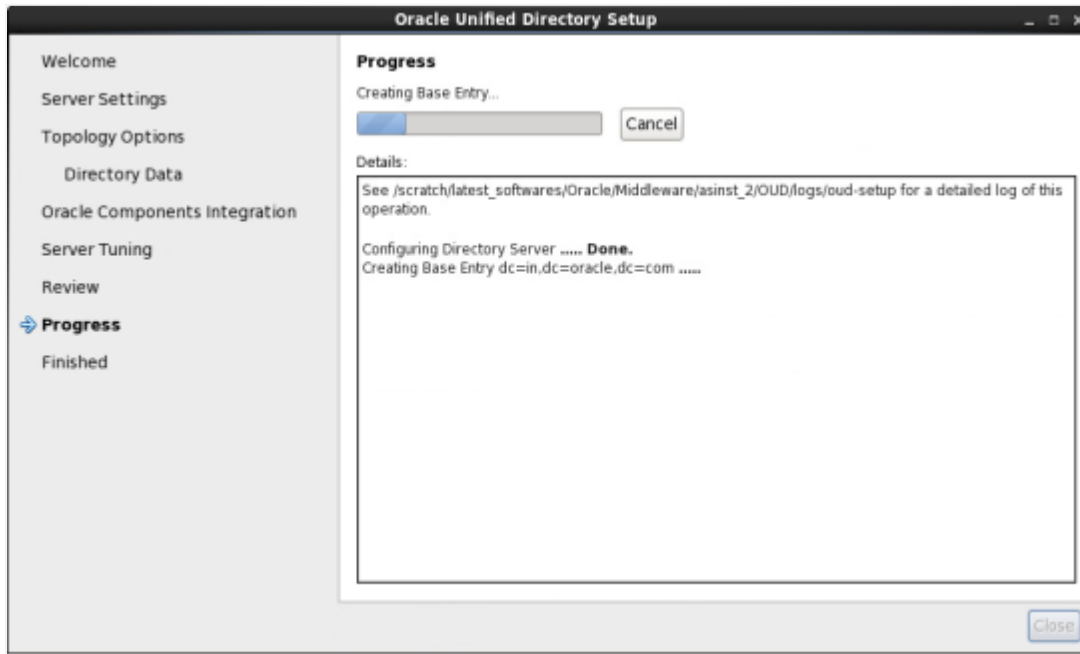 Oracle Unified Directory Setup
Welcome
Server Settings
Topology Options
Directory Data
Oracle Components Integration
Server Tuning
Review
Progress
Finished
Progress
Creating Base Entry...
Cancel
Details:
See /scratch/latest_softwares/Oracle/Middleware/asinst_2/OUD/logs/oud-setup for a detailed log of this
operation.
Configuring Directory Server ..... Done.
Creating Base Entry dc=in,dc=oracle,dc=com .....
Close